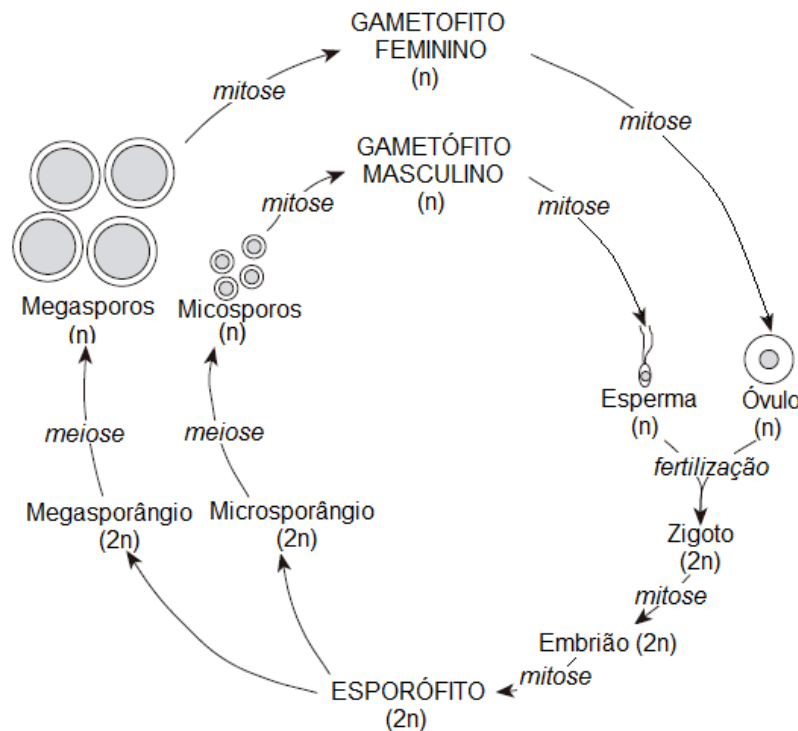 GAMETOFITO
FEMININO
(n)
mitose
mitose
GAMETÓFITO
MASCULINO
(n)
mitose
mitose
Megasporos
(n)
Micosporos
(n)
Esperma
(n)
Óvulo
(n)
meiose
meiose
fertilização
Megasporângio
(2n)
Microsporângio
(2n)
Zigoto
(2n)
mitose
Embrião (2n)
mitose
ESPORÓFITO
(2n)